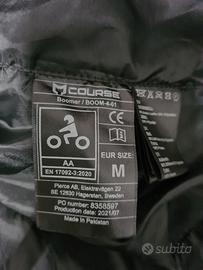 COURSE
Boomer / BOOM-4-01
AA
EN 17092-3:2020
EUR SIZE:
M
Pierce AB, Elektravägen 22
SE 12630 Hagersten, Sweden
PO number: 8358597
Production date: 2021/07
Made in Pakistan
subito